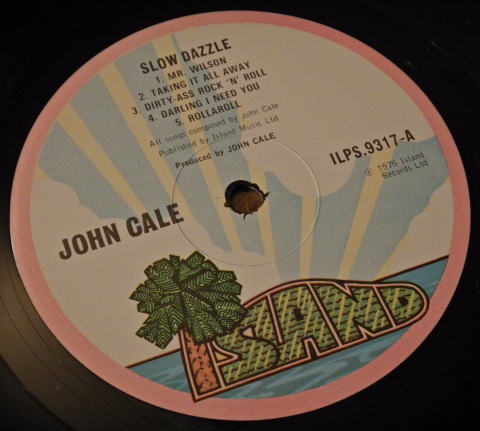 SLOW DAZZLE
1. MR. WILSON
2. TAKING IT ALL AWAY
3. DIRTY-ASS ROCK 'N' ROLL
4. DARLING I NEED YOU
5. ROLLAROLL
All songs composed by John Cale
Published by Island Music Ltd
Produced by JOHN CALE
ILPS.9317-A
℗ 1975 Island
Records Ltd
JOHN CALE
ISLAND